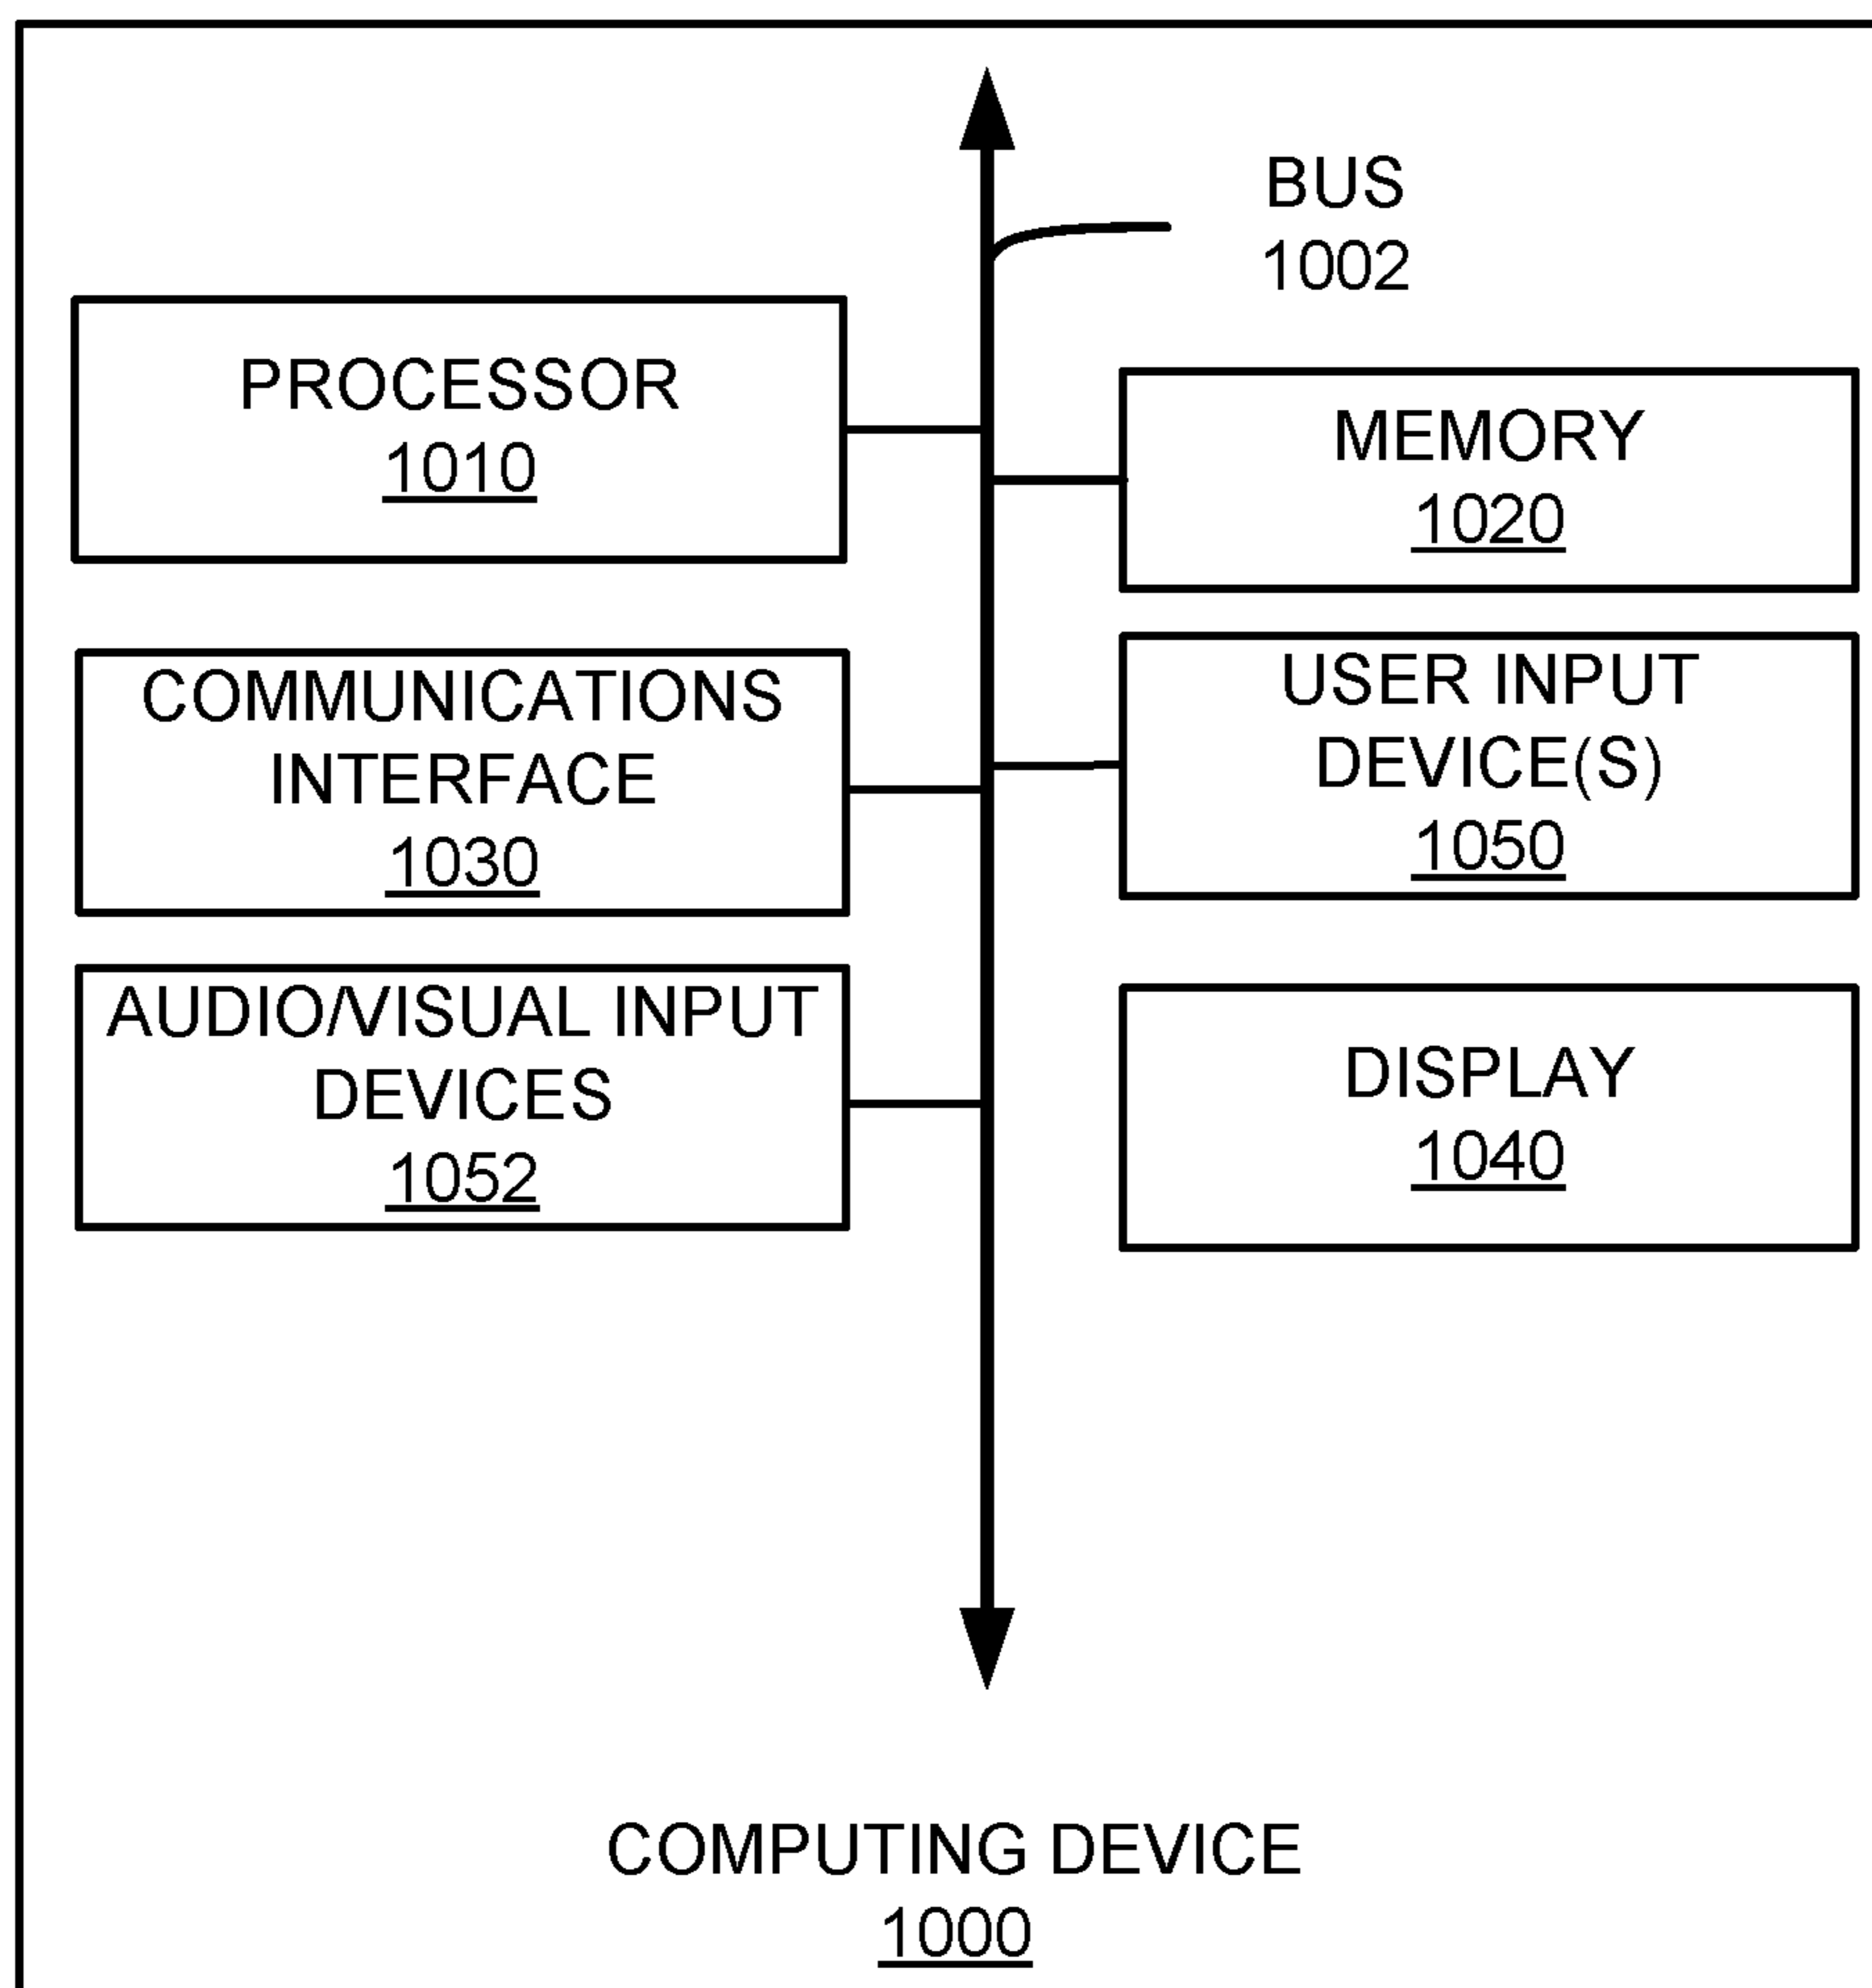 BUS
1002
PROCESSOR
1010
MEMORY
1020
COMMUNICATIONS
INTERFACE
1030
USER INPUT
DEVICE(S)
1050
AUDIO/VISUAL INPUT
DEVICES
1052
DISPLAY
1040
COMPUTING DEVICE
1000